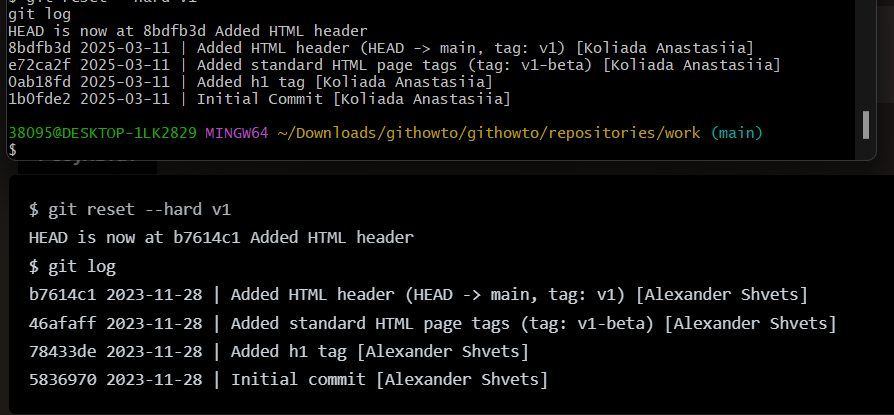 $ git reset --hard v1
git log
HEAD is now at 8bdfb3d Added HTML header
8bdfb3d 2025-03-11 | Added HTML header (HEAD -> main, tag: v1) [Koliada Anastasiia]
e72ca2f 2025-03-11 | Added standard HTML page tags (tag: v1-beta) [Koliada Anastasiia]
0ab18fd 2025-03-11 | Added h1 tag [Koliada Anastasiia]
1b0fde2 2025-03-11 | Initial Commit [Koliada Anastasiia]
38095@DESKTOP-1LK2829 MINGW64 ~/Downloads/githowto/githowto/repositories/work (main)
$
$ git reset --hard v1
HEAD is now at b7614c1 Added HTML header
$ git log
b7614c1 2023-11-28 | Added HTML header (HEAD -> main, tag: v1) [Alexander Shvets]
46afaff 2023-11-28 | Added standard HTML page tags (tag: v1-beta) [Alexander Shvets]
78433de 2023-11-28 | Added h1 tag [Alexander Shvets]
5836970 2023-11-28 | Initial commit [Alexander Shvets]